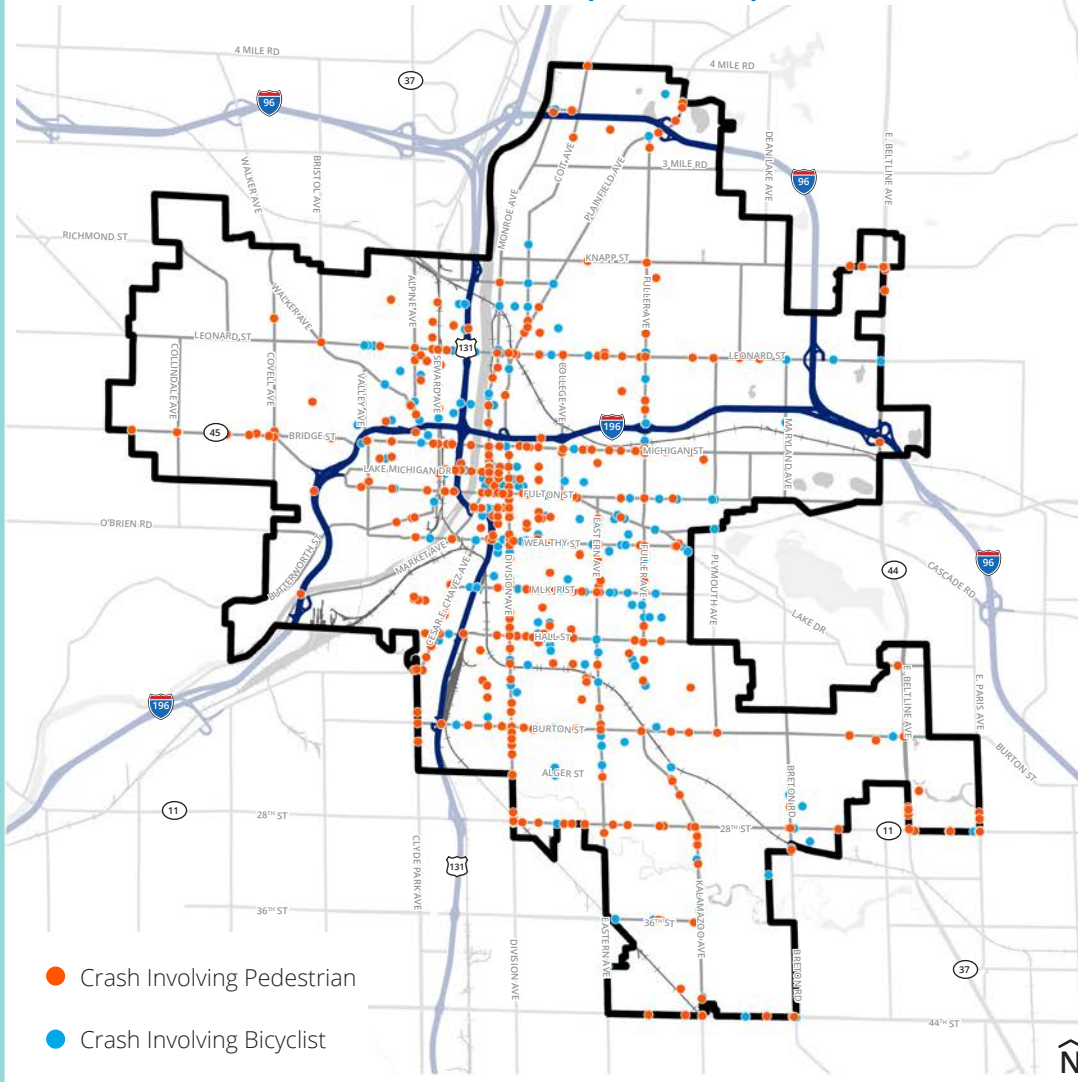 4 MILE RD
4 MILE RD
37
96
WALKER AVE
BRISTOL AVE
COIT AVE
PLAINFIELD AVE
3 MILE RD
DEAN LAKE AVE
E. BELTLINE AVE
96
MONROE AVE
RICHMOND ST
KNAPP ST
WALKER AVE
ALPINE AVE
FULLER AVE
LEONARD ST
131
LEONARD ST
COLLINDALE AVE
COVELL AVE
VALLEY AVE
SEWARD AVE
COLLEGE AVE
196
45
BRIDGE ST
MICHIGAN ST
MARYLAND AVE
LAKE MICHIGAN DR
FULTON ST
O'BRIEN RD
EASTERN AVE
WEALTHY ST
MARKET AVE
BUTTERWORTH ST
DIVISION AVE
FULLER AVE
PLYMOUTH AVE
96
44
CASCADE RD
MLK JR ST
CESAR E CHAVEZ AVE
LAKE DR
HALL ST
E. BELTLINE AVE
E. PARIS AVE
196
BURTON ST
BURTON ST
ALGER ST
BRETON RD
11
28TH ST
28TH ST
11
CLYDE PARK AVE
131
KALAMAZOO AVE
36TH ST
36TH ST
DIVISION AVE
EASTERN AVE
BRETON RD
37
44TH ST
Crash Involving Pedestrian
Crash Involving Bicyclist
N